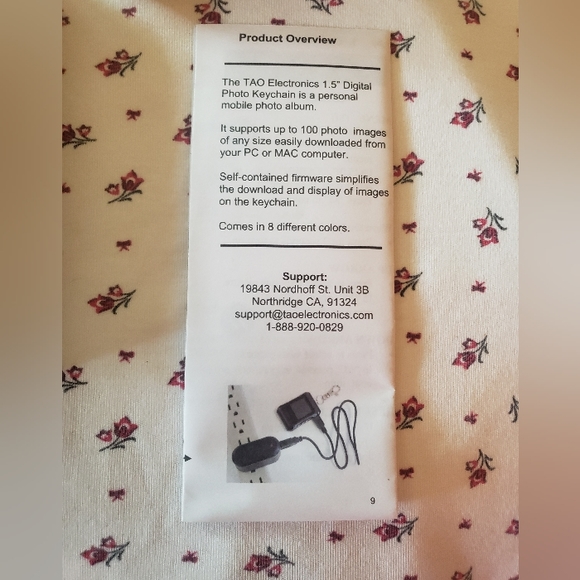 Product Overview
The TAO Electronics 1.5" Digital
Photo Keychain is a personal
mobile photo album.
It supports up to 100 photo images
of any size easily downloaded from
your PC or MAC computer.
Self-contained firmware simplifies
the download and display of images
on the keychain.
Comes in 8 different colors.
Support:
19843 Nordhoff St. Unit 3B
Northridge CA, 91324
support@taoelectronics.com
1-888-920-0829
9